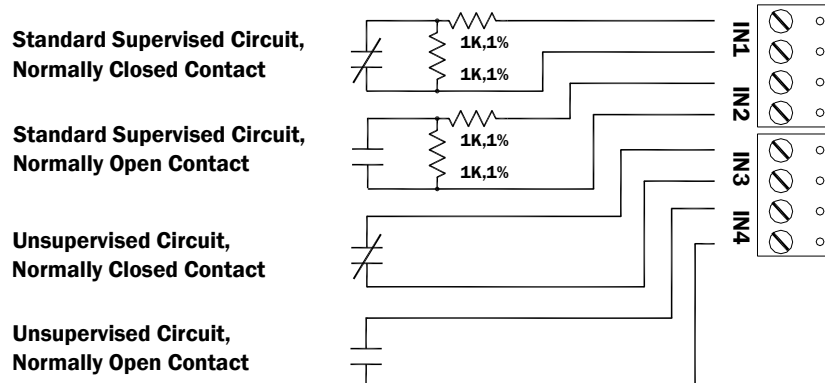 Standard Supervised Circuit,
Normally Closed Contact
1K,1%
1K,1%
IN1
Standard Supervised Circuit,
Normally Open Contact
1K,1%
1K,1%
IN2
Unsupervised Circuit,
Normally Closed Contact
IN3
Unsupervised Circuit,
Normally Open Contact
IN4